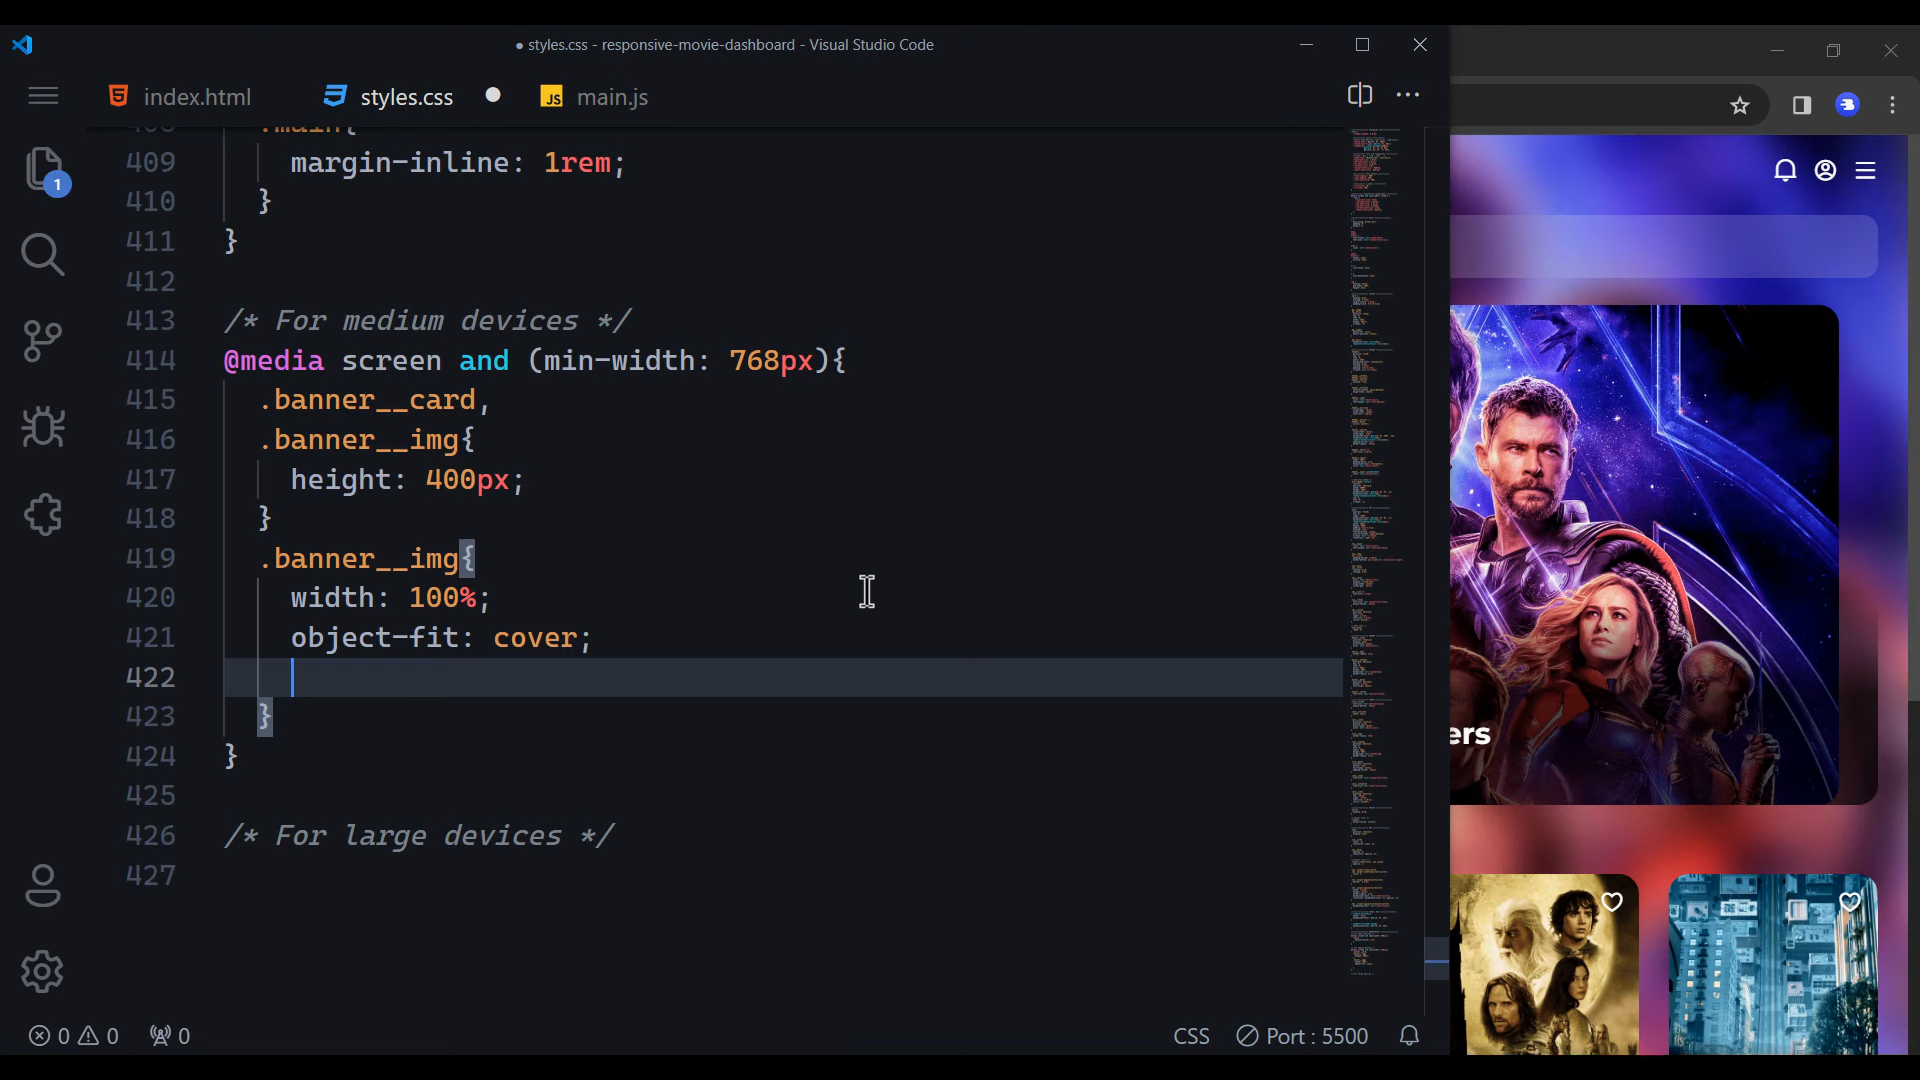 ● styles.css - responsive-movie-dashboard - Visual Studio Code
index.html
styles.css
JS main.js
1
409 margin-inline: 1rem;
410 }
411 }
412
413 /* For medium devices */
414 @media screen and (min-width: 768px){
415 .banner__card,
416 .banner__img{
417 height: 400px;
418 }
419 .banner__img{
420 width: 100%;
421 object-fit: cover;
422
423 }
424 }
425
426 /* For large devices */
427
0 0 0
CSS Port : 5500
ers